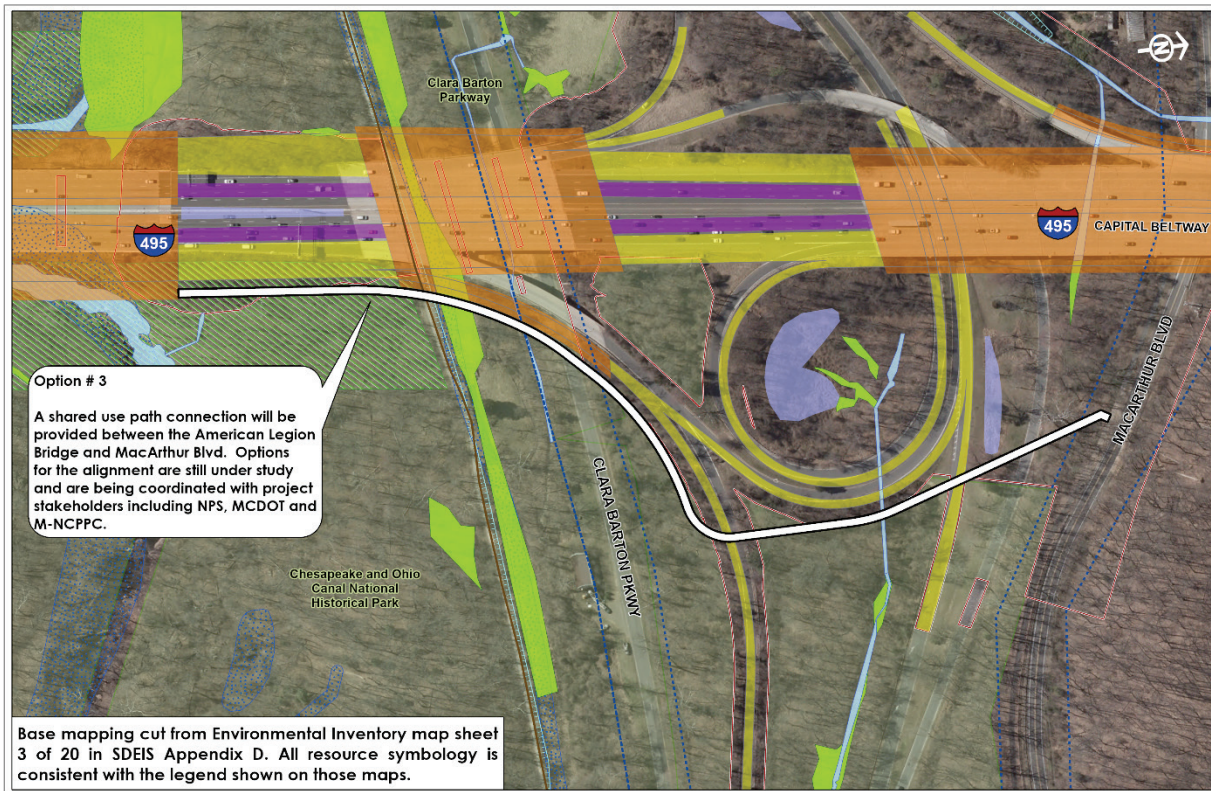 N
Clara Barton
Parkway
495
495
CAPITAL BELTWAY
MACARTHUR BLVD
CLARA BARTON PKWY
Option # 3
A shared use path connection will be
provided between the American Legion
Bridge and MacArthur Blvd.  Options
for the alignment are still under study
and are being coordinated with project
stakeholders including NPS, MCDOT and
M-NCPPC.
Chesapeake and Ohio
Canal National
Historical Park
Base mapping cut from Environmental Inventory map sheet
3 of 20 in SDEIS Appendix D. All resource symbology is
consistent with the legend shown on those maps.